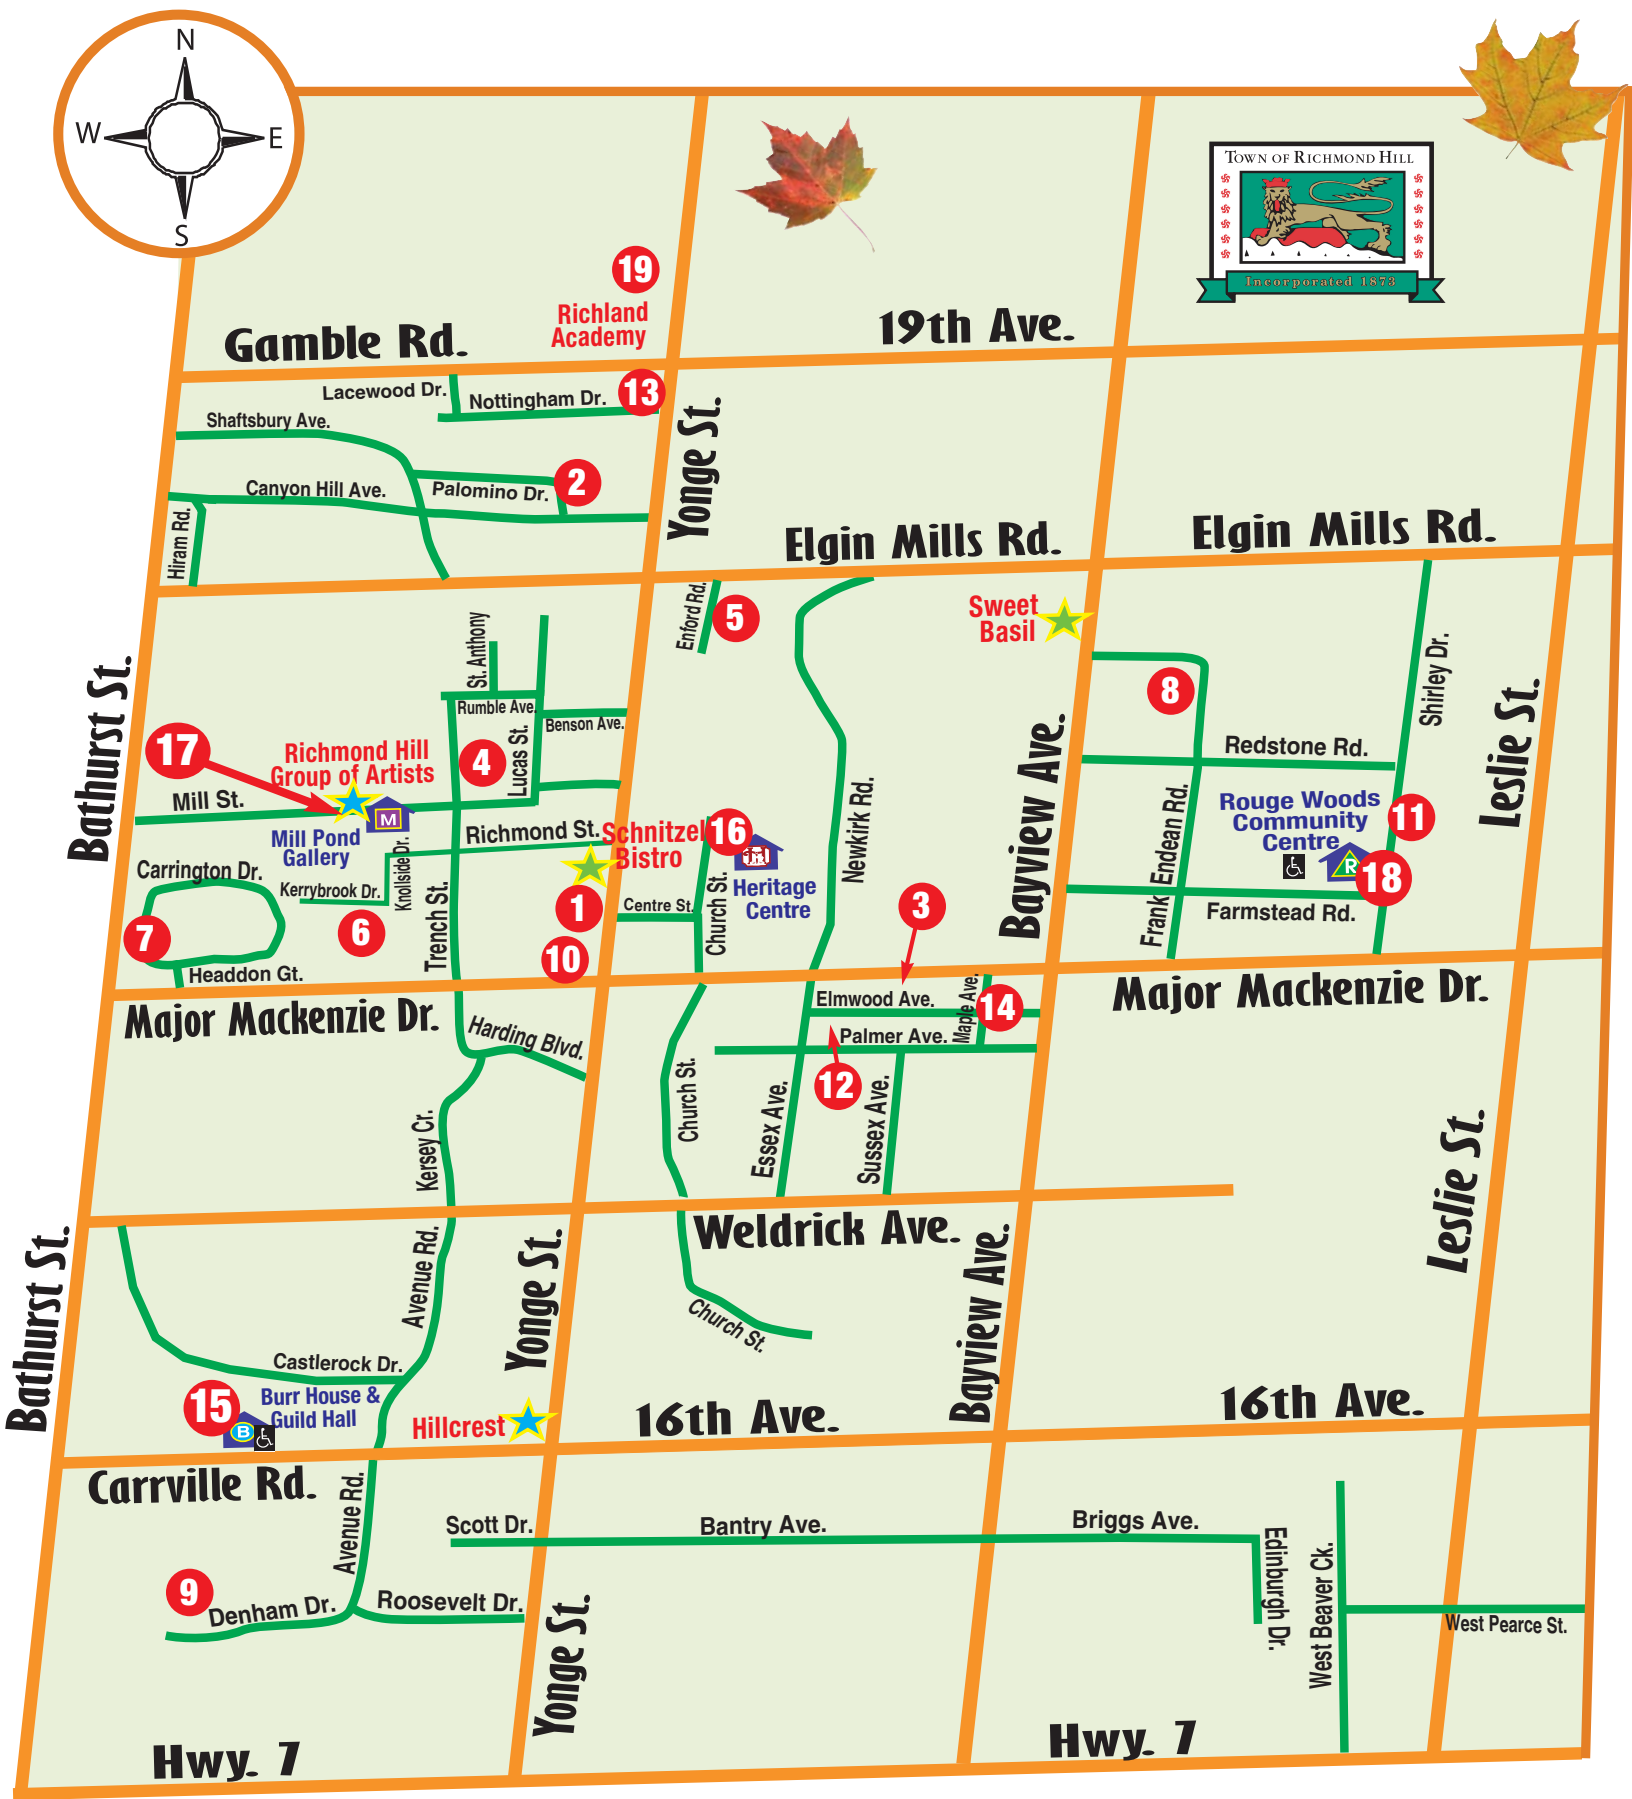 N
W E
S
TOWN OF RICHMOND HILL
Incorporated 1873
19
Richland
Academy
Gamble Rd.
19th Ave.
Lacewood Dr.
Nottingham Dr.
13
Shaftsbury Ave.
Yonge St.
Canyon Hill Ave.
Palomino Dr.
2
Hiram Rd.
Elgin Mills Rd.
Elgin Mills Rd.
Enford Rd.
5
Sweet
Basil
St. Anthony
8
Shirley Dr.
Bathurst St.
Rumble Ave.
Benson Ave.
Lucas St.
4
17
Richmond Hill
Group of Artists
Mill St.
M
Mill Pond
Gallery
Richmond St.
Schnitzel
Bistro
16
Heritage
Centre
Newkirk Rd.
Bayview Ave.
Redstone Rd.
Leslie St.
Rouge Woods
Community
Centre
11
R
18
Frank Endean Rd.
Farmstead Rd.
Carrington Dr.
Kerrybrook Dr.
Knollside Dr.
Trench St.
7
6
1
10
Centre St.
Church St.
3
Headdon Gt.
Major Mackenzie Dr.
Major Mackenzie Dr.
Elmwood Ave.
Maple Ave.
14
Harding Blvd.
Palmer Ave.
12
Church St.
Essex Ave.
Sussex Ave.
Kersey Cr.
Leslie St.
Weldrick Ave.
Bathurst St.
Avenue Rd.
Yonge St.
Bayview Ave.
Church St.
Castlerock Dr.
15
Burr House &
Guild Hall
B
Hillcrest
16th Ave.
16th Ave.
Carrville Rd.
Avenue Rd.
Scott Dr.
Bantry Ave.
Briggs Ave.
Edinburgh Dr.
West Beaver Ck.
West Pearce St.
9
Denham Dr.
Roosevelt Dr.
Yonge St.
Hwy. 7
Hwy. 7